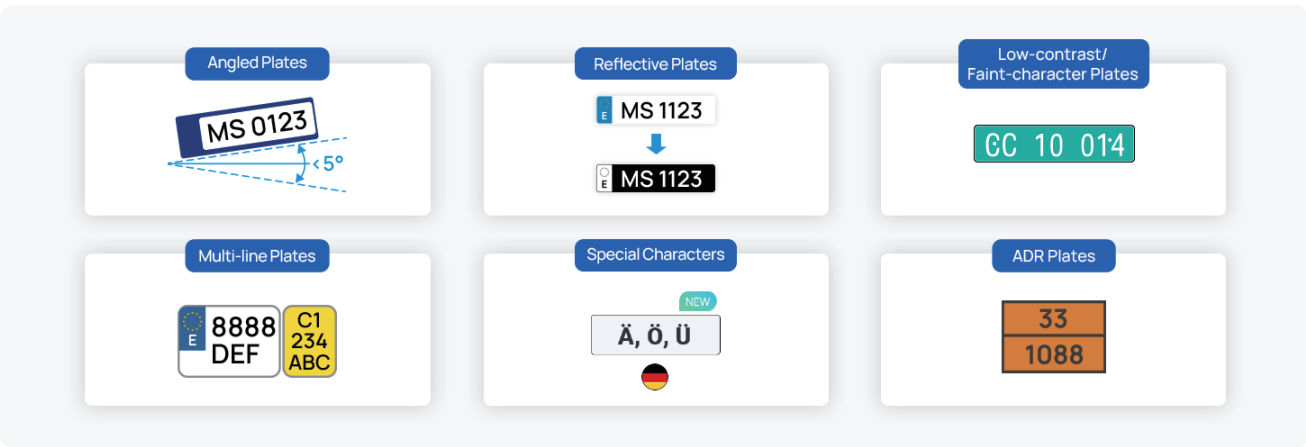 Angled Plates
MS 0123
<5°
Reflective Plates
E MS 1123
E MS 1123
Low-contrast/
Faint-character Plates
CC 10 014
Multi-line Plates
E
8888
DEF
C1
234
ABC
Special Characters
NEW
Ä, Ö, Ü
ADR Plates
33
1088